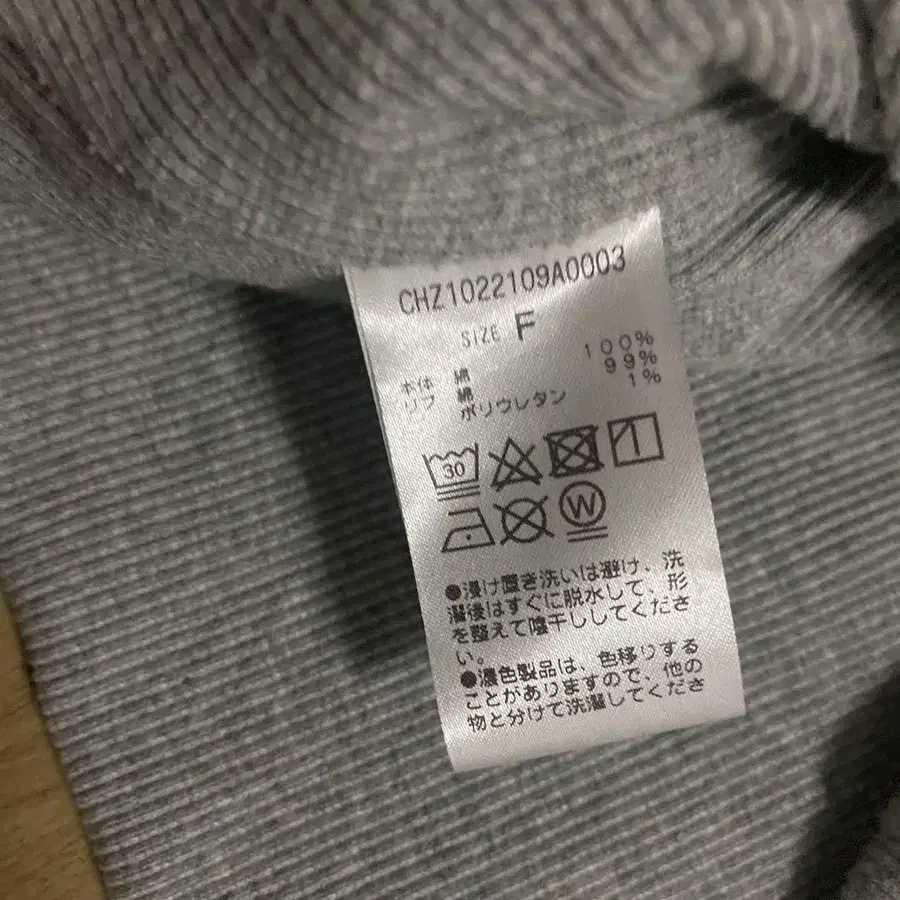 CHZ1022109A0003
SIZE F
本体 綿 100%
リブ 綿 99%
ポリウレタン 1%
30
W
●浸け置き洗いは避け、洗
濯後はすぐに脱水して、形
を整えて陰干ししてくださ
い。
●濃色製品は、色移りする
ことがありますので、他の
物と分けて洗濯してくださ